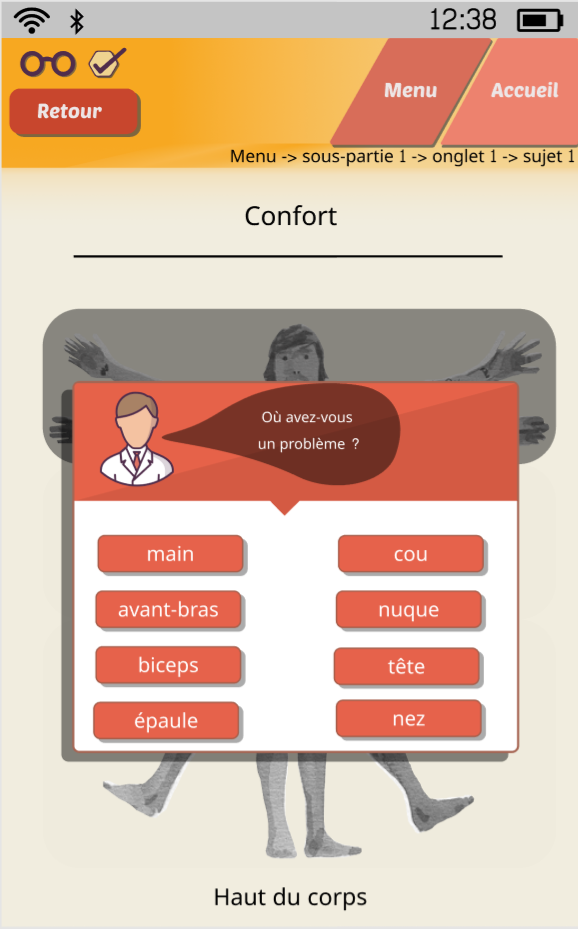 12:38
Retour
Menu
Accueil
Menu -> sous-partie 1 -> onglet 1 -> sujet 1
Confort
Où avez-vous
un problème ?
main
cou
avant-bras
nuque
biceps
tête
épaule
nez
Haut du corps